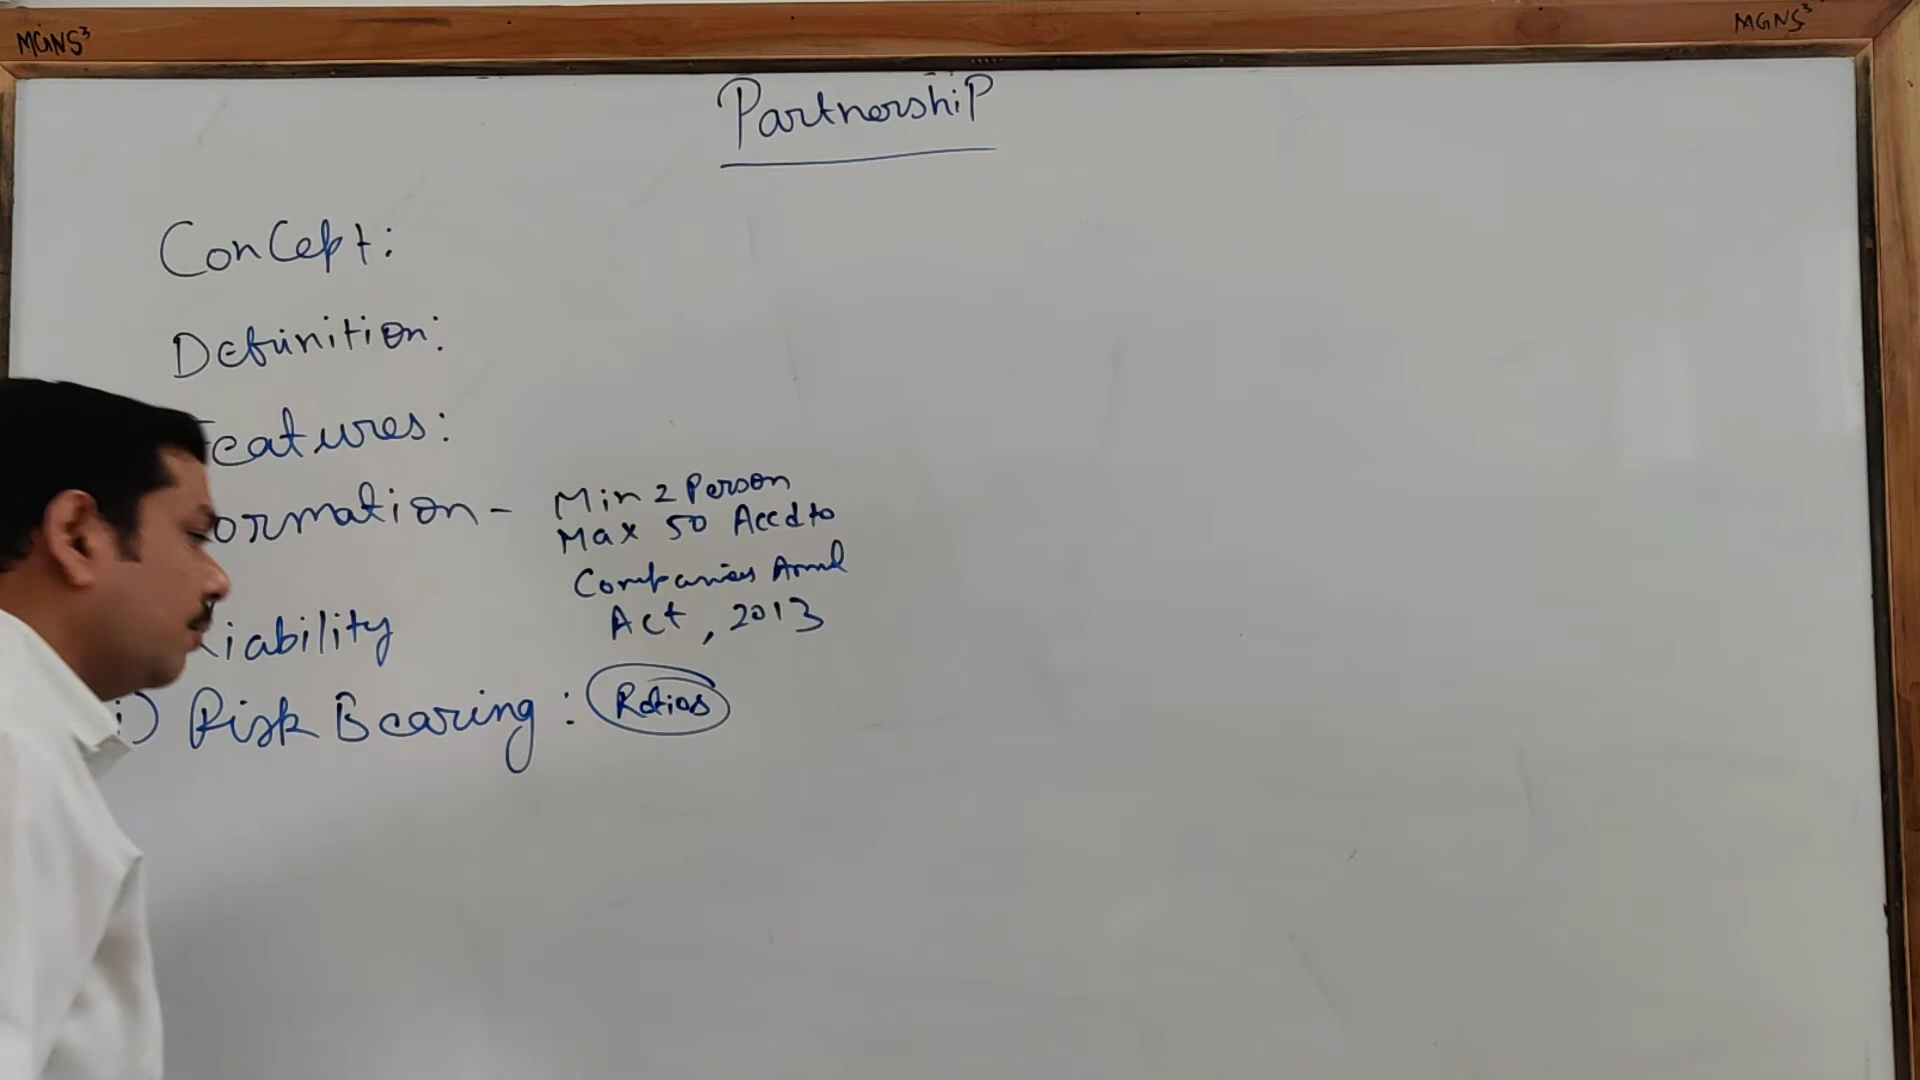 MGNS³
MGNS³
PartnershiP
Concept:
Definition:
Features:
ormation - Min 2 Person
Max 50 Accd to
Companies Amd
Act, 2013
iability
i) Risk Bearing: Ratios